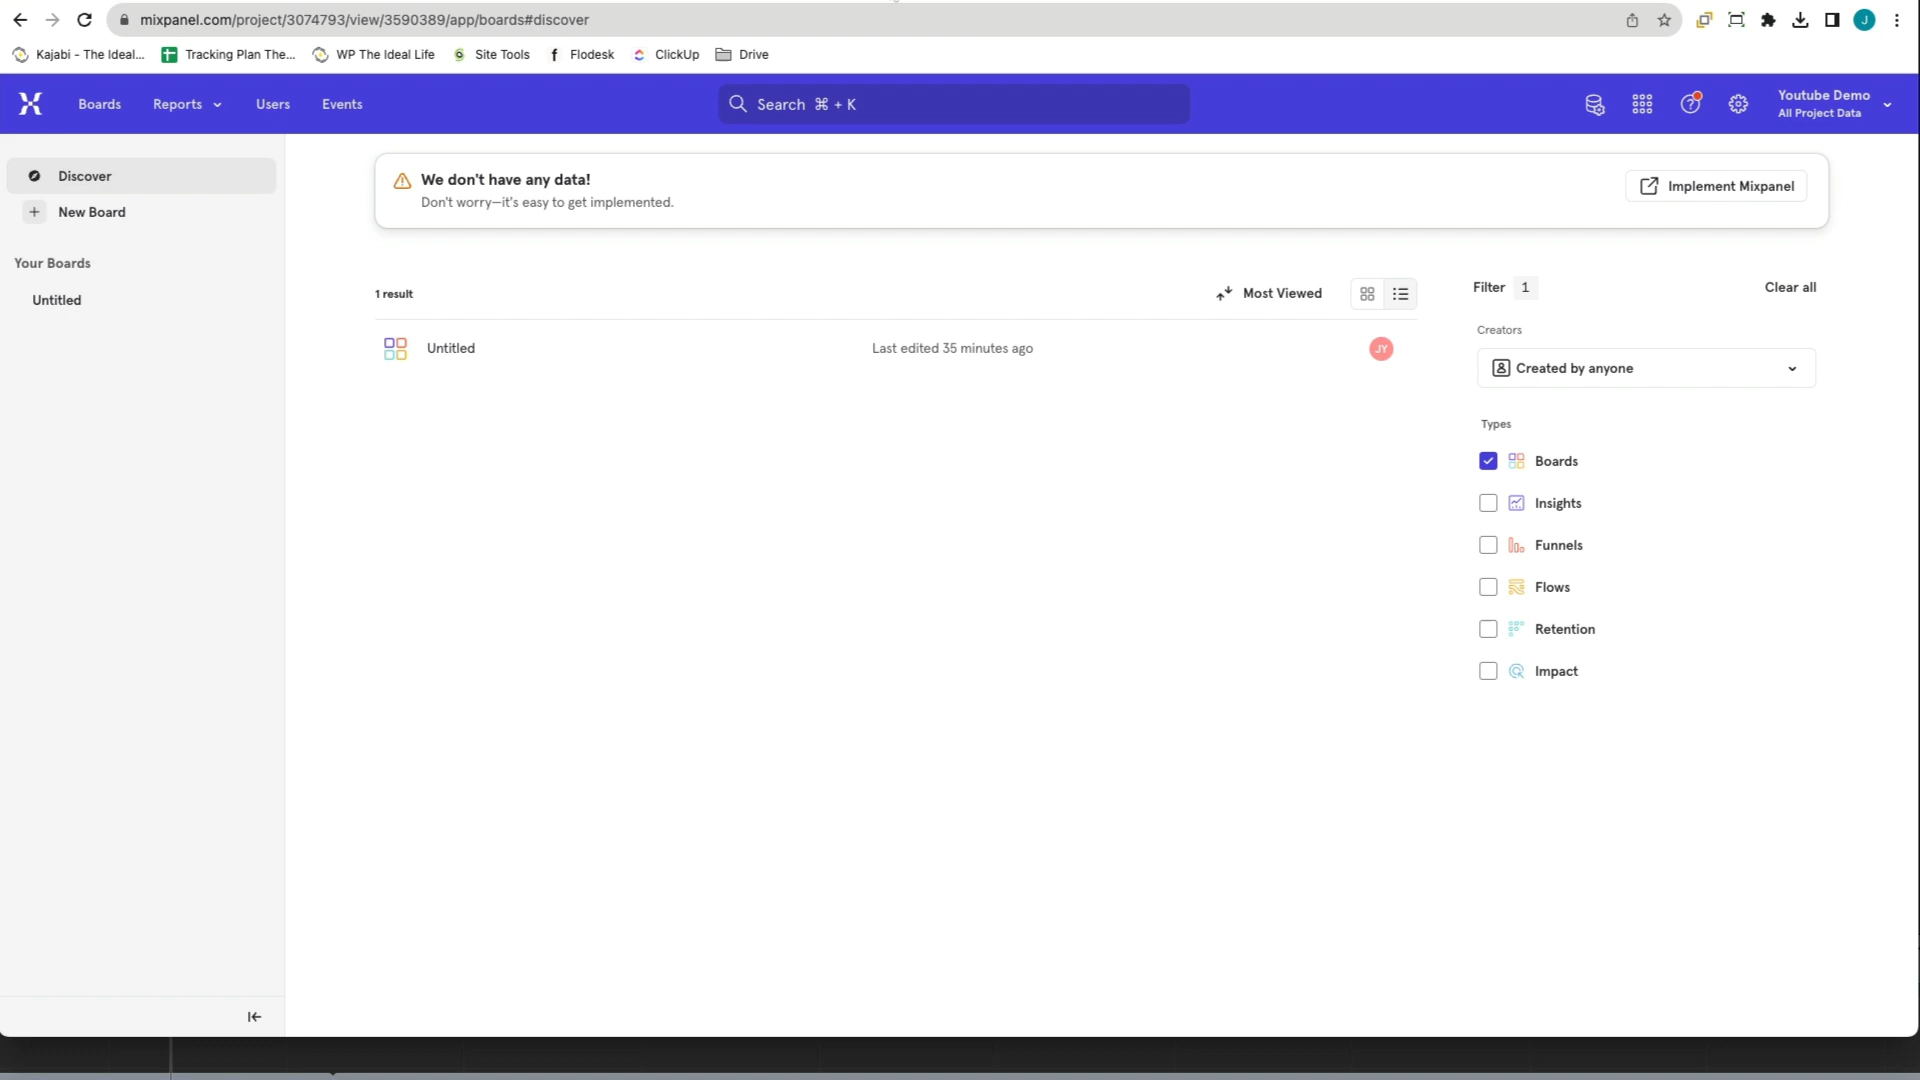 mixpanel.com/project/3074793/view/3590389/app/boards#discover
J
Kajabi - The Ideal...
Tracking Plan The...
WP The Ideal Life
Site Tools
Flodesk
ClickUp
Drive
Boards
Reports
Users
Events
Search ⌘ + K
Youtube Demo
All Project Data
Discover
New Board
Your Boards
Untitled
We don't have any data!
Don't worry—it's easy to get implemented.
Implement Mixpanel
1 result
Most Viewed
Untitled
Last edited 35 minutes ago
JY
Filter 1
Clear all
Creators
Created by anyone
Types
Boards
Insights
Funnels
Flows
Retention
Impact